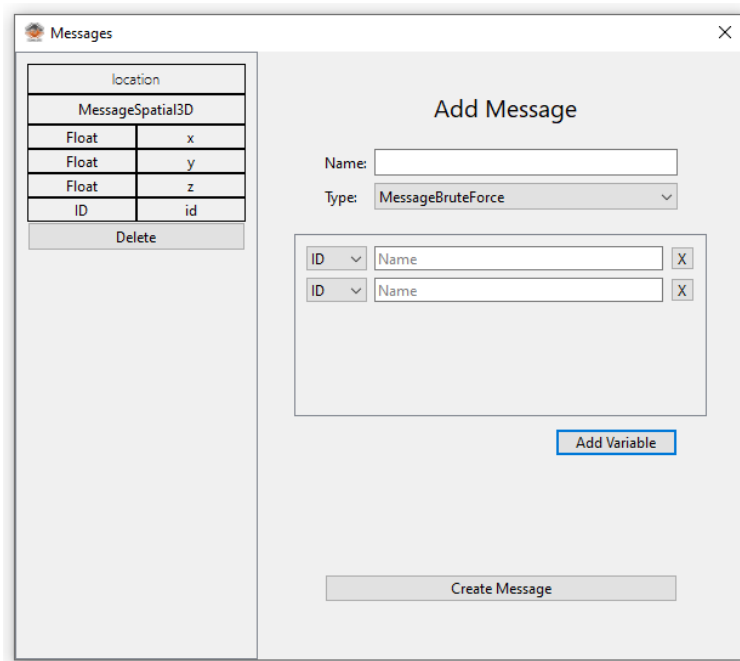 Messages
location
MessageSpatial3D
Float x
Float y
Float z
ID id
Delete
Add Message
Name:
Type: MessageBruteForce
ID Name X
ID Name X
Add Variable
Create Message